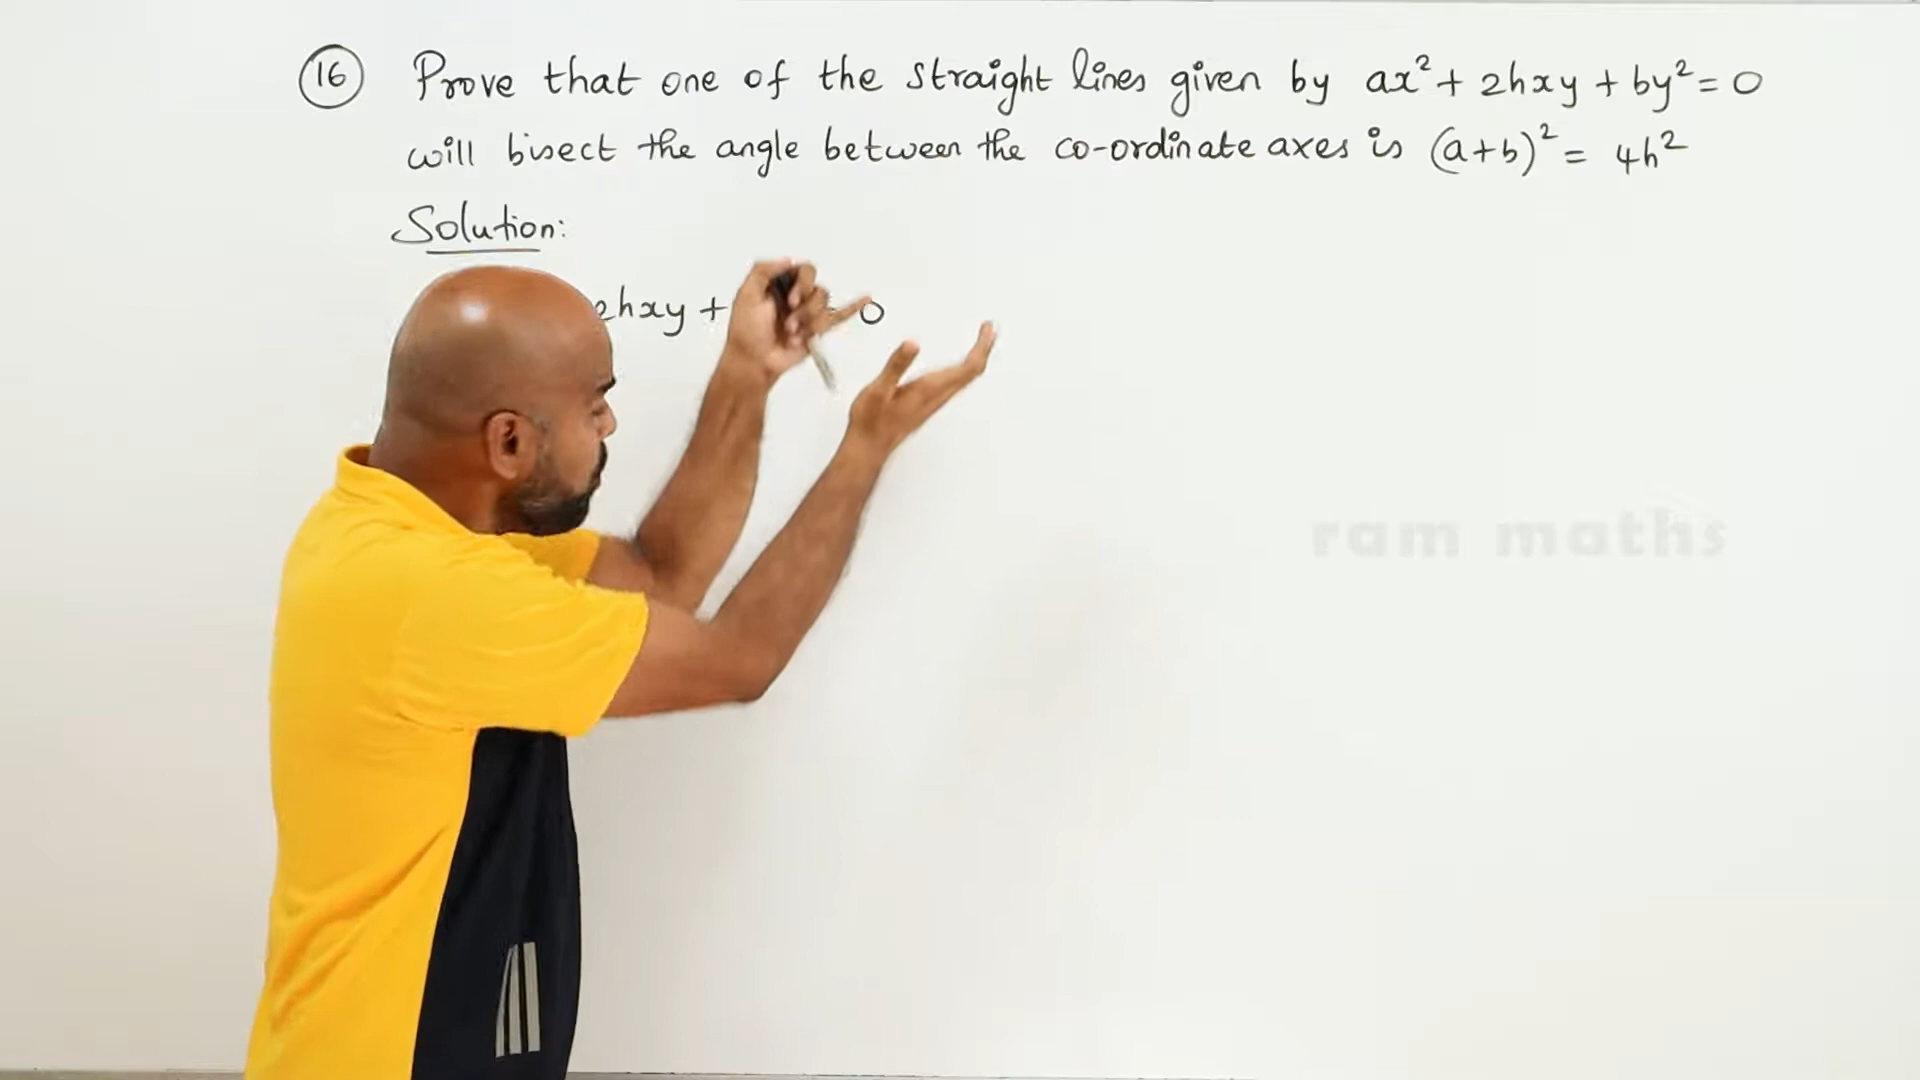 16 Prove that one of the straight lines given by ax² + 2hxy + by² = 0
will bisect the angle between the co-ordinate axes is (a+b)² = 4h²
Solution:
2hxy + 0
ram maths